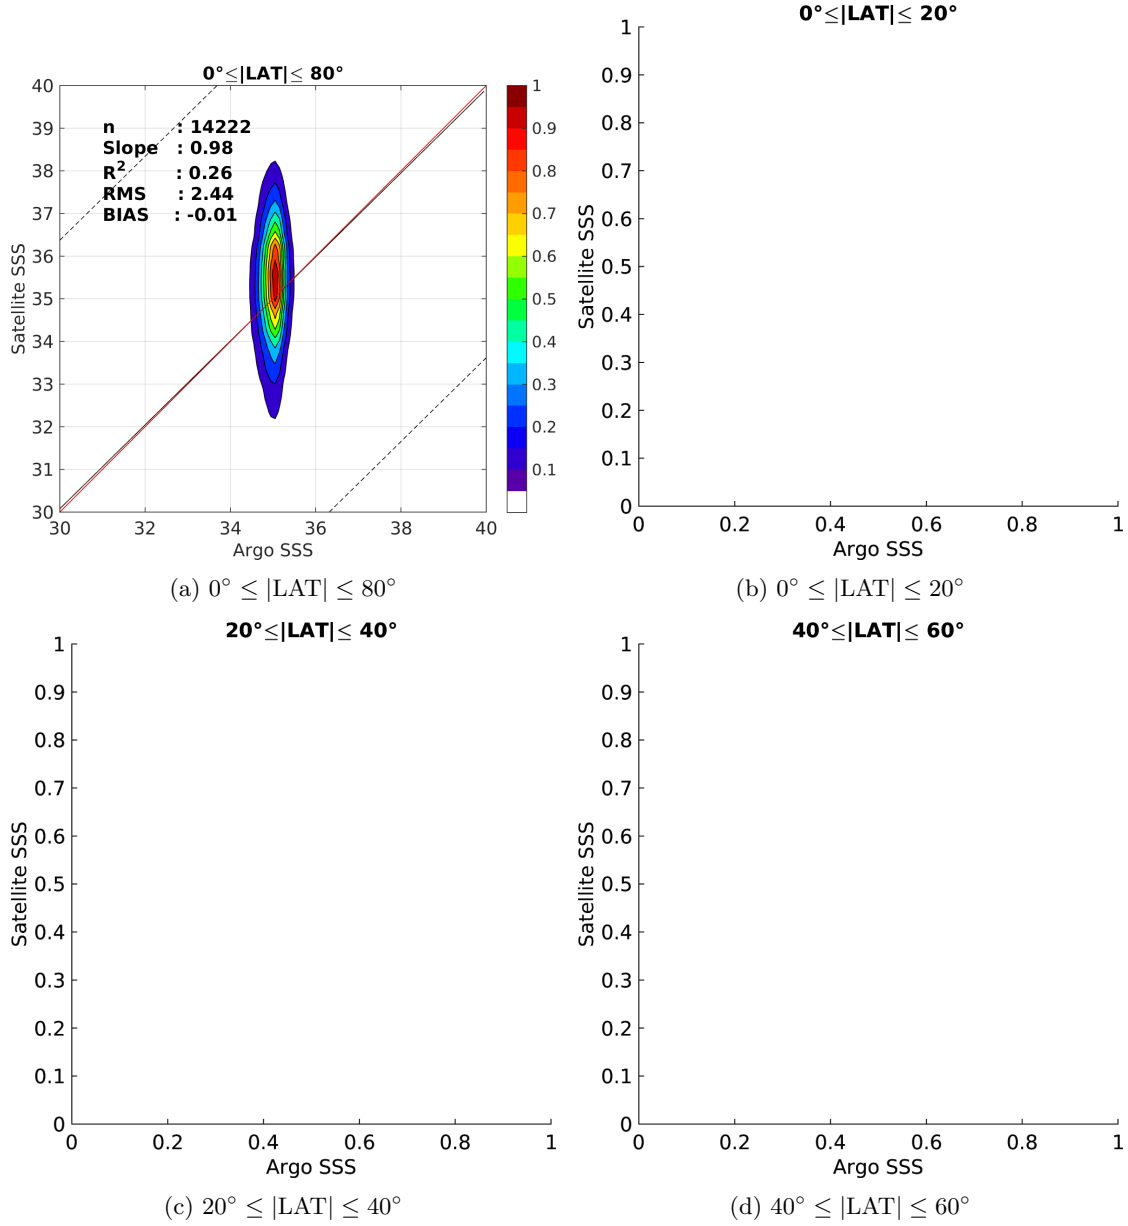 0°≤|LAT|≤ 80°
40
39
38
37
36
35
34
33
32
31
30
30 32 34 36 38 40
Satellite SSS
Argo SSS
n : 14222
Slope : 0.98
R² : 0.26
RMS : 2.44
BIAS : -0.01
1
0.9
0.8
0.7
0.6
0.5
0.4
0.3
0.2
0.1
(a) 0° ≤ |LAT| ≤ 80°
0°≤|LAT|≤ 20°
1
0.9
0.8
0.7
0.6
0.5
0.4
0.3
0.2
0.1
0
0 0.2 0.4 0.6 0.8 1
Satellite SSS
Argo SSS
(b) 0° ≤ |LAT| ≤ 20°
20°≤|LAT|≤ 40°
1
0.9
0.8
0.7
0.6
0.5
0.4
0.3
0.2
0.1
0
0 0.2 0.4 0.6 0.8 1
Satellite SSS
Argo SSS
(c) 20° ≤ |LAT| ≤ 40°
40°≤|LAT|≤ 60°
1
0.9
0.8
0.7
0.6
0.5
0.4
0.3
0.2
0.1
0
0 0.2 0.4 0.6 0.8 1
Satellite SSS
Argo SSS
(d) 40° ≤ |LAT| ≤ 60°